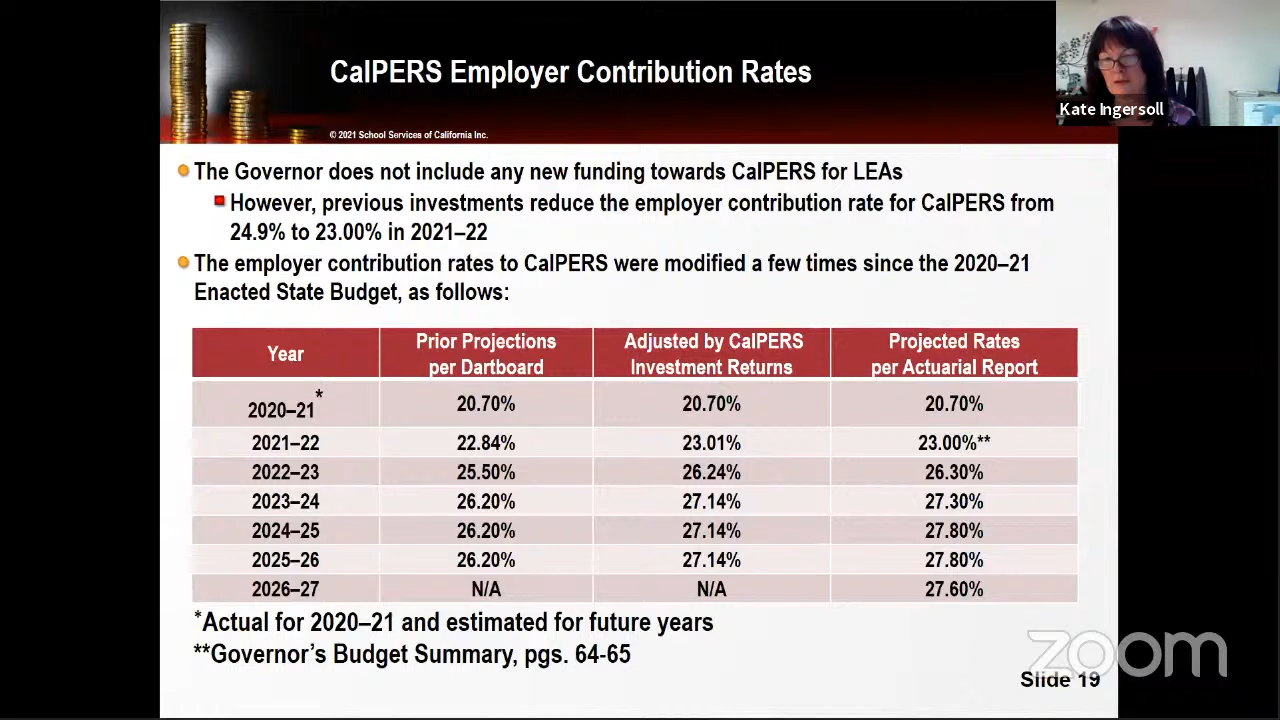 CalPERS Employer Contribution Rates
© 2021 School Services of California Inc.
Kate Ingersoll
The Governor does not include any new funding towards CalPERS for LEAs
However, previous investments reduce the employer contribution rate for CalPERS from
24.9% to 23.00% in 2021–22
The employer contribution rates to CalPERS were modified a few times since the 2020–21
Enacted State Budget, as follows:
Year Prior Projections per Dartboard Adjusted by CalPERS Investment Returns Projected Rates per Actuarial Report
2020–21* 20.70% 20.70% 20.70%
2021–22 22.84% 23.01% 23.00%**
2022–23 25.50% 26.24% 26.30%
2023–24 26.20% 27.14% 27.30%
2024–25 26.20% 27.14% 27.80%
2025–26 26.20% 27.14% 27.80%
2026–27 N/A N/A 27.60%
*Actual for 2020–21 and estimated for future years
**Governor's Budget Summary, pgs. 64-65
zoom
Slide 19